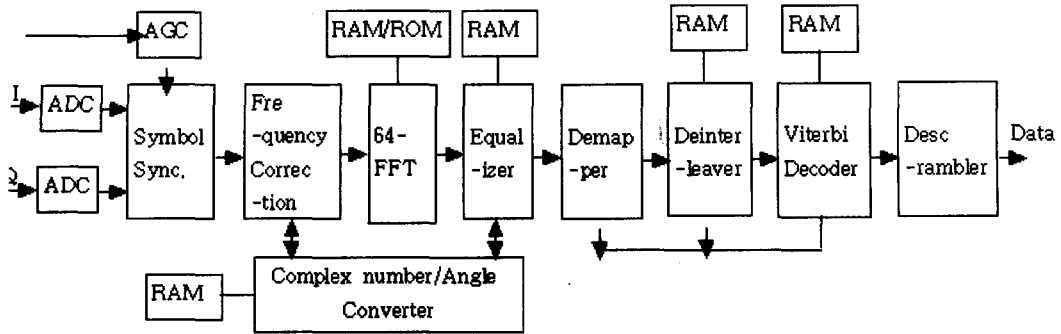 AGC
RAM/ROM
RAM
RAM
RAM
I
ADC
Q
ADC
Symbol
Sync.
Fre
-quency
Correc
-tion
64-
FFT
Equal
-izer
Demap
-per
Deinter
-leaver
Viterbi
Decoder
Desc
-rambler
Data
RAM
Complex number/Angle
Converter